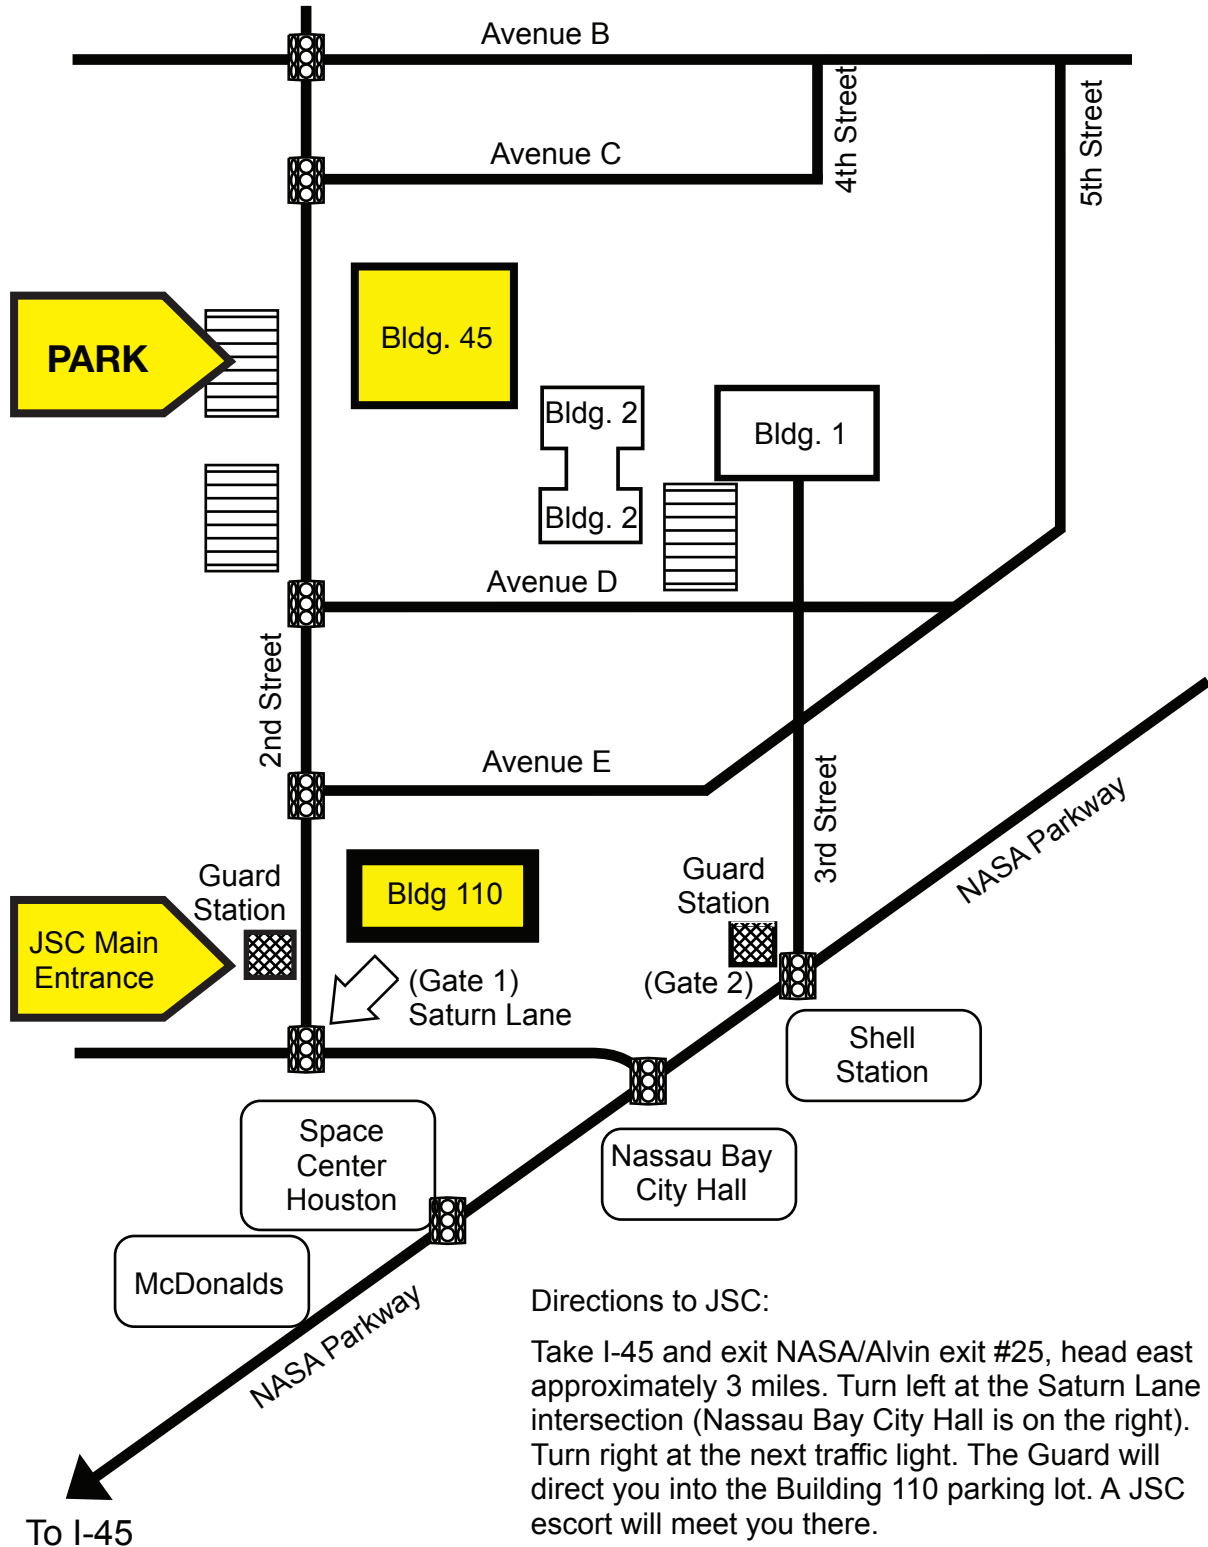 Avenue B
4th Street
5th Street
Avenue C
PARK
Bldg. 45
Bldg. 2
Bldg. 1
Bldg. 2
Avenue D
2nd Street
Avenue E
3rd Street
NASA Parkway
Guard
Station
Bldg 110
Guard
Station
JSC Main
Entrance
(Gate 1)
Saturn Lane
(Gate 2)
Shell
Station
Space
Center
Houston
Nassau Bay
City Hall
McDonalds
NASA Parkway
To I-45
Directions to JSC:
Take I-45 and exit NASA/Alvin exit #25, head east
approximately 3 miles. Turn left at the Saturn Lane
intersection (Nassau Bay City Hall is on the right).
Turn right at the next traffic light. The Guard will
direct you into the Building 110 parking lot. A JSC
escort will meet you there.